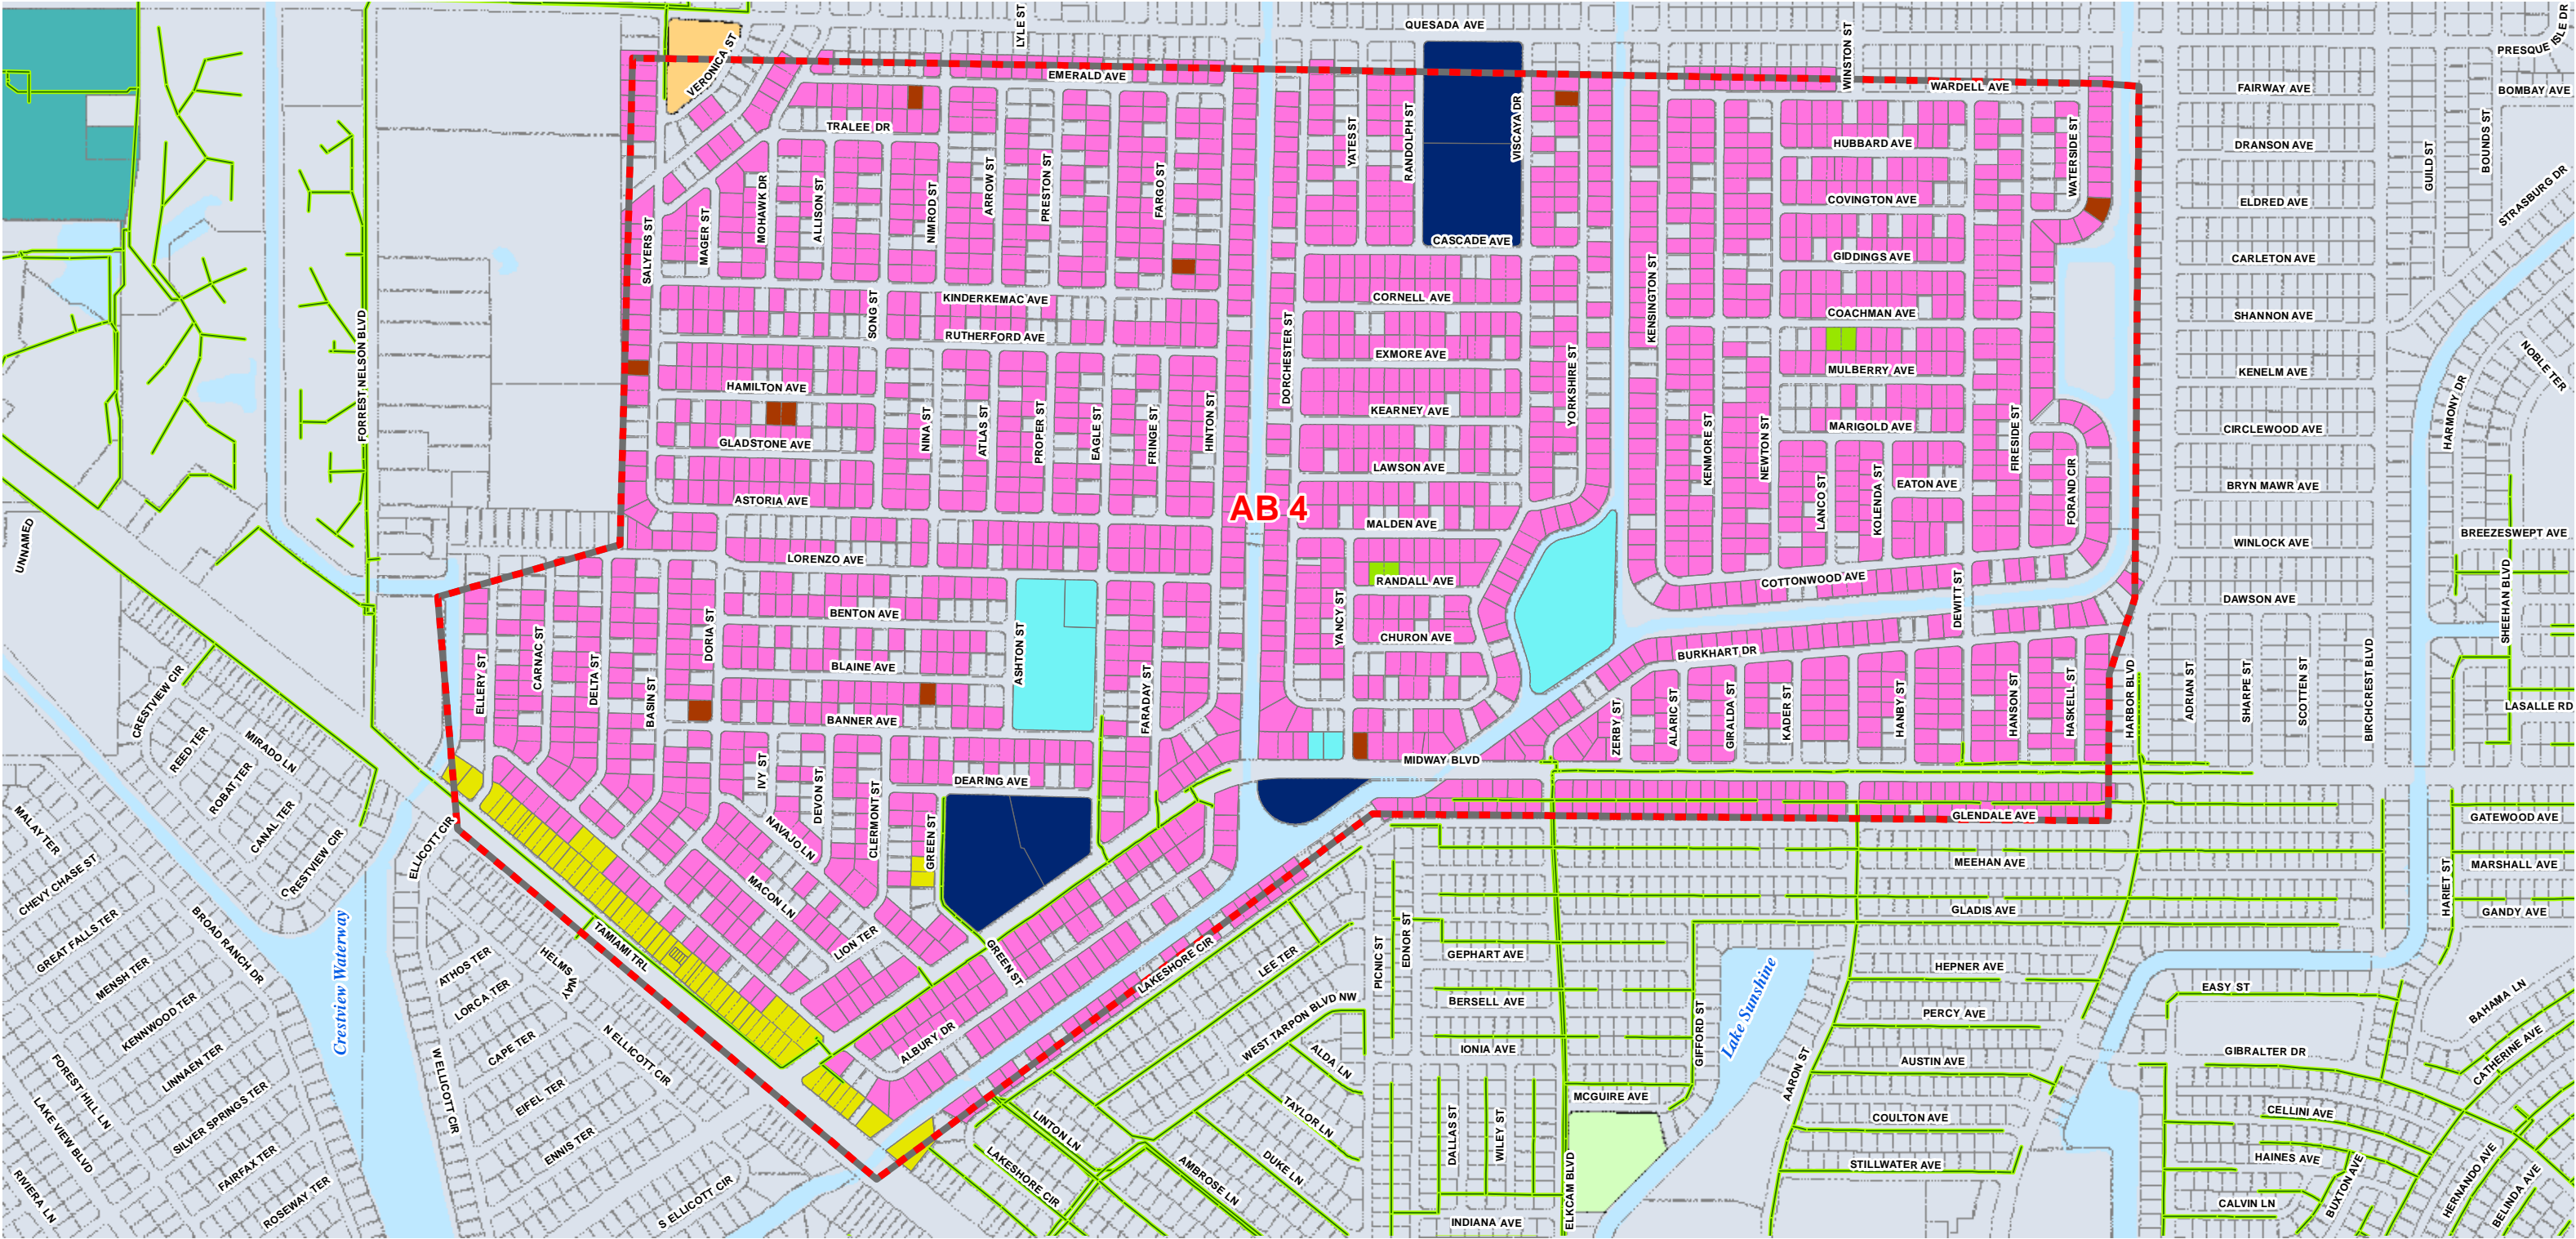 QUESADA AVE
LYLE ST
VERONICA ST
WINSTON ST
PRESQUE ISLE DR
EMERALD AVE
WARDELL AVE
FAIRWAY AVE
BOMBAY AVE
TRALEE DR
YATES ST
RANDOLPH ST
VISCAYA DR
HUBBARD AVE
WATERSIDE ST
DRANSON AVE
GUILD ST
BOUNDS ST
SALYERS ST
MAGER ST
MOHAWK DR
ALLISON ST
NIMROD ST
ARROW ST
PRESTON ST
FARGO ST
COVINGTON AVE
ELDRED AVE
STRASBURG DR
CASCADE AVE
GIDDINGS AVE
CARLETON AVE
KINDERKEMAC AVE
SONG ST
CORNELL AVE
KENSINGTON ST
COACHMAN AVE
SHANNON AVE
FORREST NELSON BLVD
RUTHERFORD AVE
DORCHESTER ST
EXMORE AVE
YORKSHIRE ST
MULBERRY AVE
KENELM AVE
NOBLE TER
HAMILTON AVE
KEARNEY AVE
HARMONY DR
GLADSTONE AVE
NINA ST
ATLAS ST
PROPER ST
EAGLE ST
FRINGE ST
HINTON ST
MARIGOLD AVE
CIRCLEWOOD AVE
LAWSON AVE
KENMORE ST
NEWTON ST
FIRESIDE ST
ASTORIA AVE
AB 4
LANCO ST
KOLENDA ST
EATON AVE
FORAND CIR
BRYN MAWR AVE
UNNAMED
MALDEN AVE
WINLOCK AVE
BREEZESWEPT AVE
LORENZO AVE
RANDALL AVE
COTTONWOOD AVE
DEWITT ST
DAWSON AVE
SHEEHAN BLVD
BENTON AVE
YANCY ST
CHURON AVE
DORIA ST
ASHTON ST
CARNAC ST
BLAINE AVE
BURKHART DR
ELLERY ST
DELTA ST
BASIN ST
FARADAY ST
CRESTVIEW CIR
BANNER AVE
ZERBY ST
ALARIC ST
GIRALDA ST
KADER ST
HANBY ST
HANSON ST
HASKELL ST
HARBOR BLVD
ADRIAN ST
SHARPE ST
SCOTTEN ST
BIRCHCREST BLVD
LASALLE RD
REED TER
MIRADO LN
MIDWAY BLVD
IVY ST
DEARING AVE
ROBAT TER
DEVON ST
CLERMONT ST
GREEN ST
MALAY TER
CANAL TER
CRESTVIEW CIR
ELLICOTT CIR
GLENDALE AVE
GATEWOOD AVE
NAVAJO LN
MEEHAN AVE
MARSHALL AVE
CHEVY CHASE ST
MACON LN
HARRIET ST
GLADIS AVE
GANDY AVE
GREAT FALLS TER
BROAD RANCH DR
TAMIAMI TRL
LION TER
GREEN ST
LAKESHORE CIR
LEE TER
PICNIC ST
EDNOR ST
GEPHART AVE
Crestview Waterway
ATHOS TER
HELMS WAY
MENSH TER
HEPNER AVE
Lake Sunshine
EASY ST
BAHAMA LN
LORCA TER
BERSELL AVE
WEST TARPON BLVD NW
KENNWOOD TER
PERCY AVE
CAPE TER
N ELLICOTT CIR
ALBURY DR
IONIA AVE
GIFFORD ST
GIBRALTER DR
CATHERINE AVE
FOREST HILL LN
LINNAEN TER
W ELLICOTT CIR
ALDA LN
AUSTIN AVE
AARON ST
EIFEL TER
MCGUIRE AVE
LAKE VIEW BLVD
SILVER SPRINGS TER
LINTON LN
TAYLOR LN
COULTON AVE
CELLINI AVE
ENNIS TER
DALLAS ST
WILEY ST
STILLWATER AVE
HAINES AVE
FAIRFAX TER
LAKESHORE CIR
AMBROSE LN
DUKE LN
BUXTON AVE
HERNANDO AVE
BELINDA AVE
RIVIERA LN
ROSEWAY TER
S ELLICOTT CIR
ELKCAM BLVD
INDIANA AVE
CALVIN LN